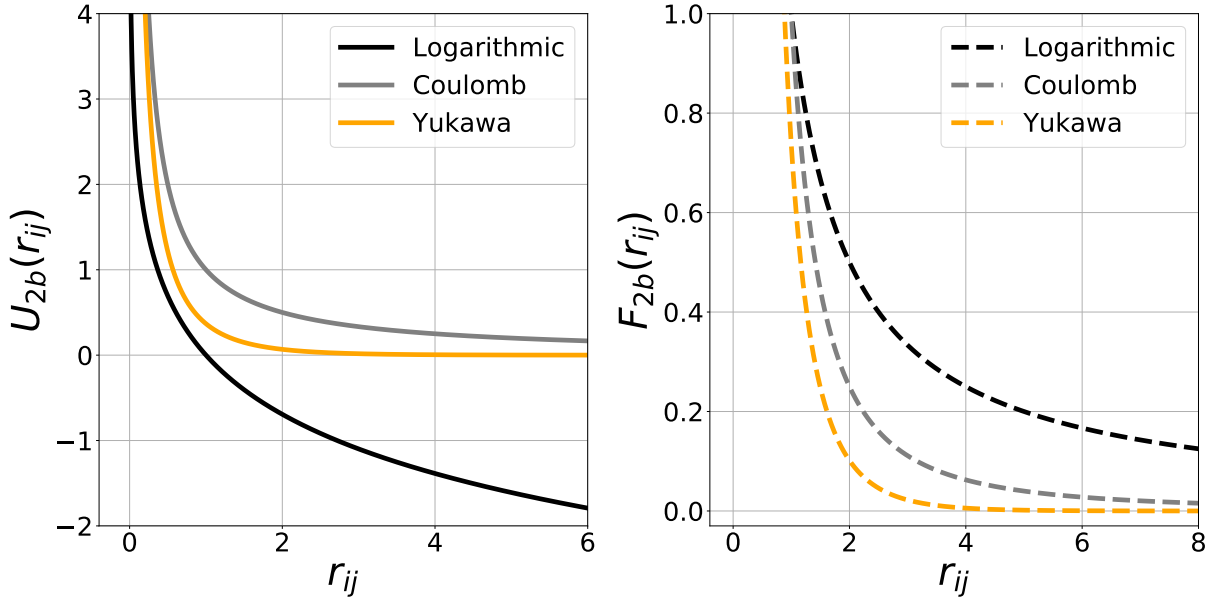 4
3
2
1
0
−1
−2
0
2
4
6
U2b(rij)
rij
Logarithmic
Coulomb
Yukawa
1.0
0.8
0.6
0.4
0.2
0.0
0
2
4
6
8
F2b(rij)
rij
Logarithmic
Coulomb
Yukawa